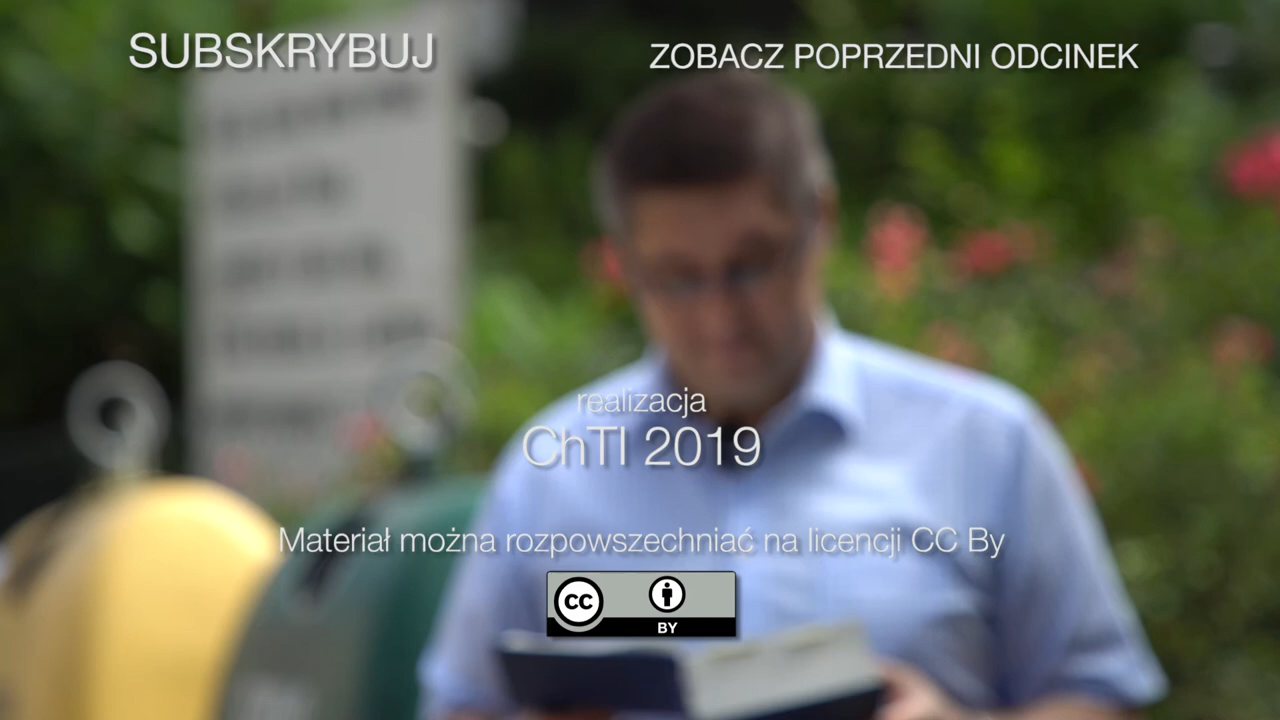 SUBSKRYBUJ
ZOBACZ POPRZEDNI ODCINEK
realizacja
ChTI 2019
Materiał można rozpowszechniać na licencji CC By
CC
BY